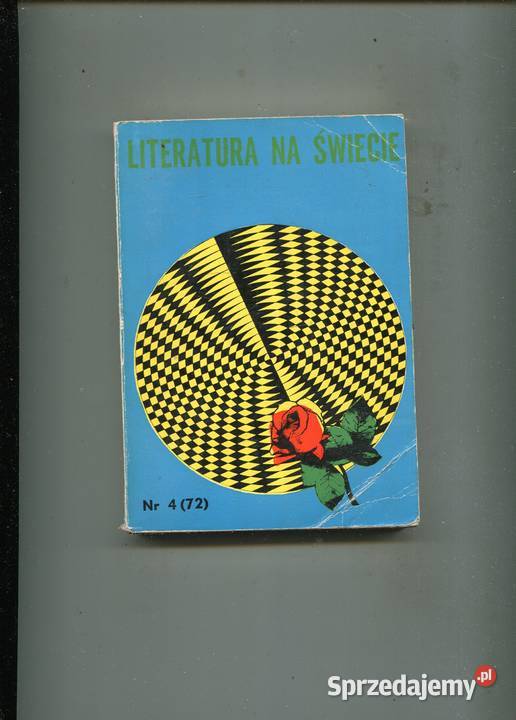 LITERATURA NA ŚWIECIE
Nr 4 (72)
Sprzedajemy.pl